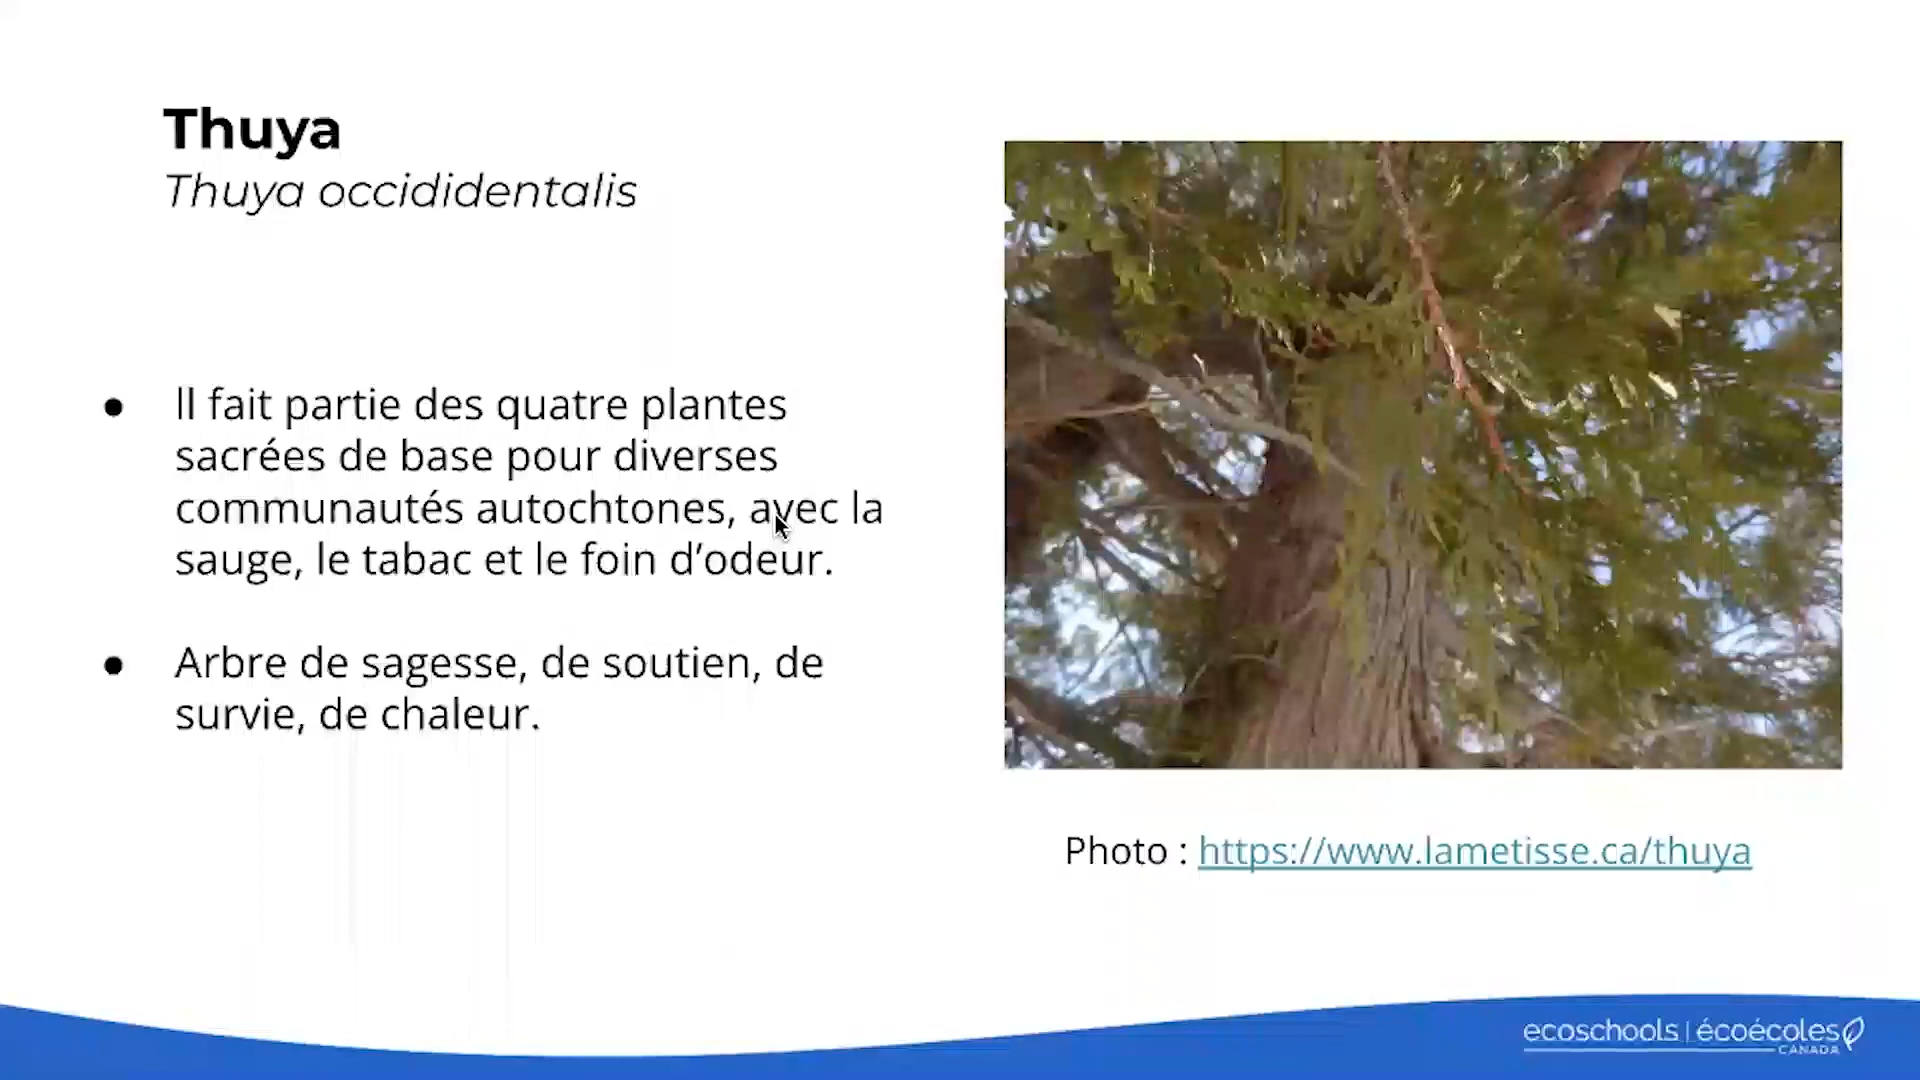 Thuya
Thuya occididentalis
Il fait partie des quatre plantes
sacrées de base pour diverses
communautés autochtones, avec la
sauge, le tabac et le foin d’odeur.
Arbre de sagesse, de soutien, de
survie, de chaleur.
Photo : https://www.lametisse.ca/thuya
ecoschools | écoécoles
CANADA